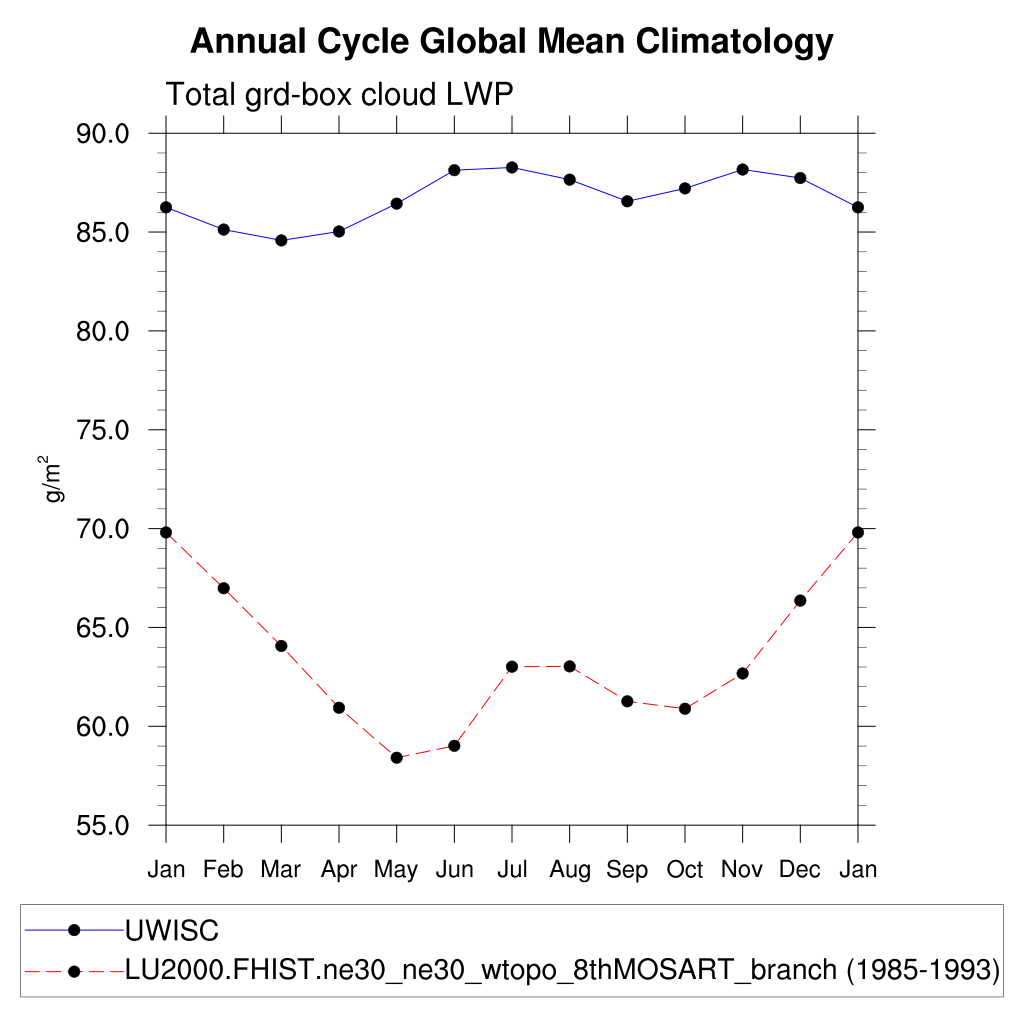 Annual Cycle Global Mean Climatology
Total grd-box cloud LWP
90.0
85.0
80.0
75.0
70.0
65.0
60.0
55.0
g/m²
Jan Feb Mar Apr May Jun Jul Aug Sep Oct Nov Dec Jan
UWISC
LU2000.FHIST.ne30_ne30_wtopo_8thMOSART_branch (1985-1993)